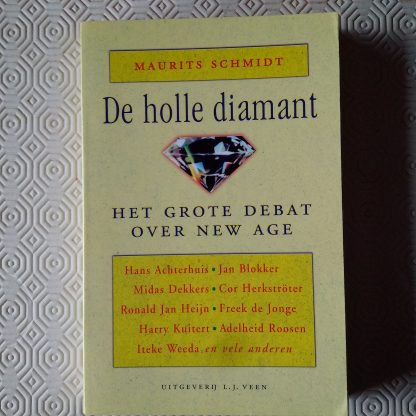 MAURITS SCHMIDT
De holle diamant
HET GROTE DEBAT
OVER NEW AGE
Hans Achterhuis • Jan Blokker
Midas Dekkers • Cor Herkströter
Ronald Jan Heijn • Freek de Jonge
Harry Kuitert • Adelheid Roosen
Iteke Weeda en vele anderen
UITGEVERIJ L.J. VEEN